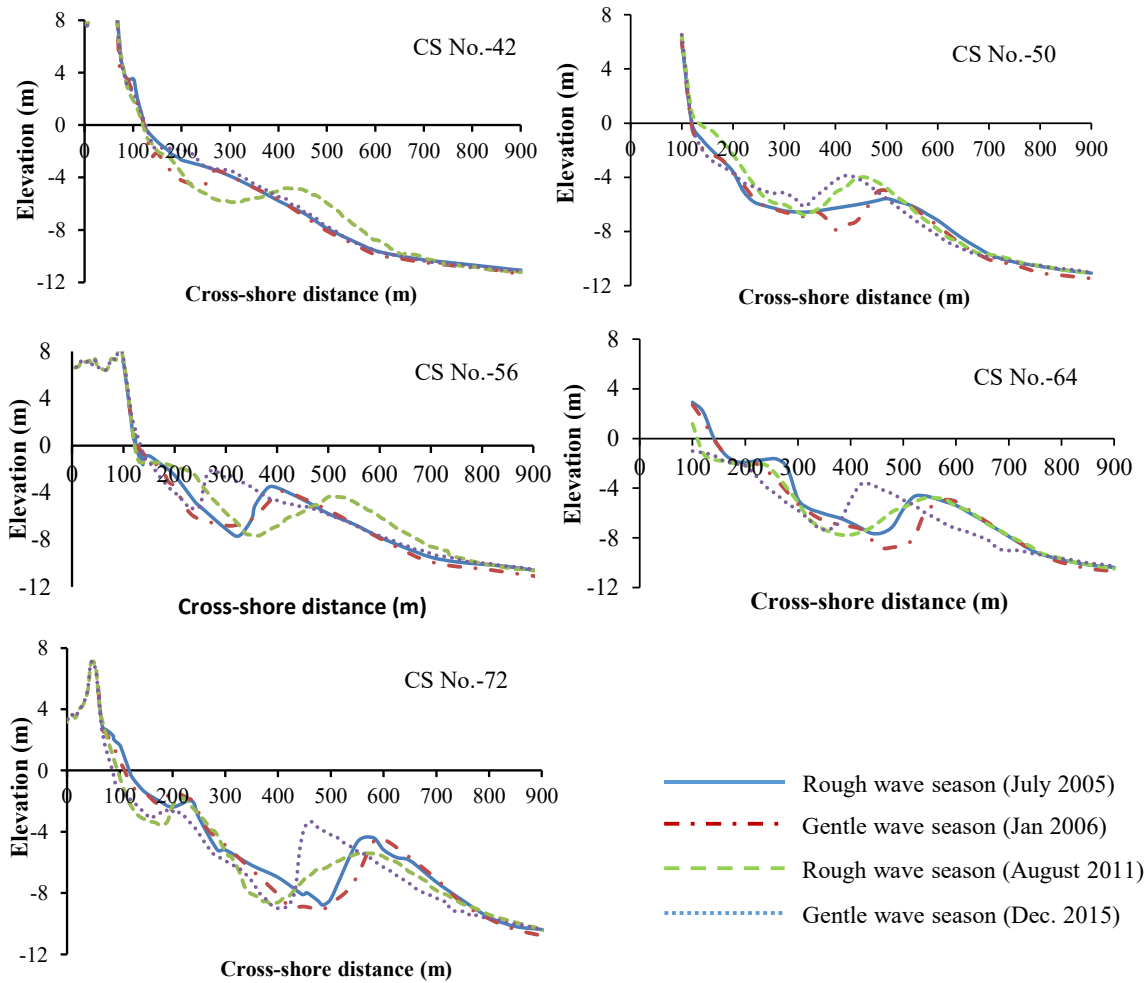 8
4
0
-4
-8
-12
0 100 200 300 400 500 600 700 800 900
Elevation (m)
Cross-shore distance (m)
CS No.-42
8
4
0
-4
-8
-12
0 100 200 300 400 500 600 700 800 900
Elevation (m)
Cross-shore distance (m)
CS No.-50
8
4
0
-4
-8
-12
0 100 200 300 400 500 600 700 800 900
Elevation (m)
Cross-shore distance (m)
CS No.-56
8
4
0
-4
-8
-12
0 100 200 300 400 500 600 700 800 900
Elevation (m)
Cross-shore distance (m)
CS No.-64
8
4
0
-4
-8
-12
0 100 200 300 400 500 600 700 800 900
Elevation (m)
Cross-shore distance (m)
CS No.-72
Rough wave season (July 2005)
Gentle wave season (Jan 2006)
Rough wave season (August 2011)
Gentle wave season (Dec. 2015)